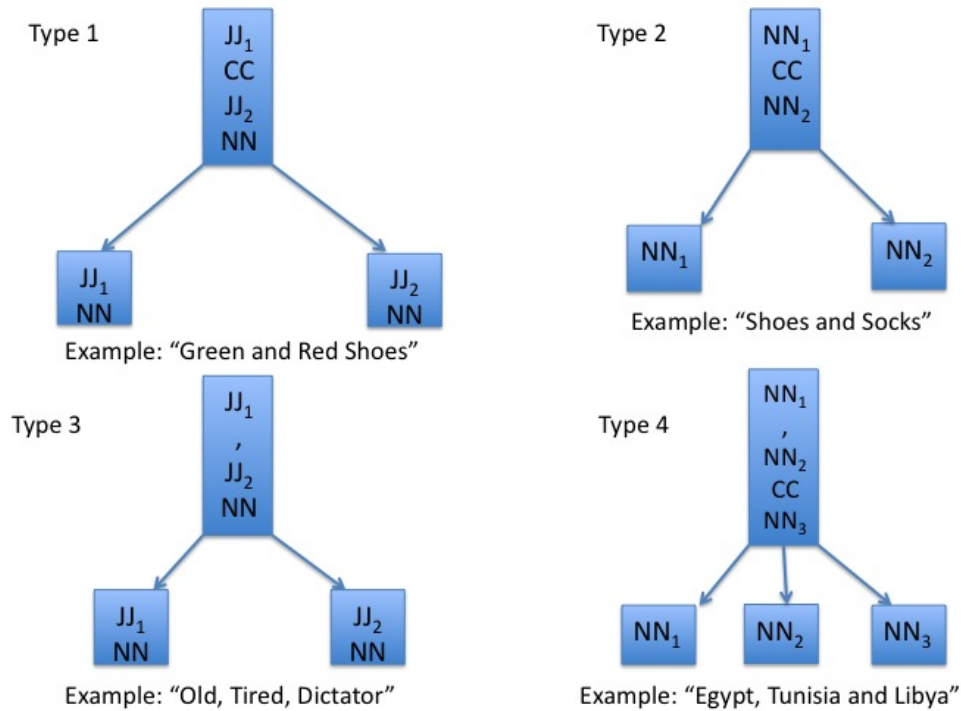 Type 1
JJ₁
CC
JJ₂
NN
JJ₁
NN
JJ₂
NN
Example: “Green and Red Shoes”
Type 2
NN₁
CC
NN₂
NN₁
NN₂
Example: “Shoes and Socks”
Type 3
JJ₁
,
JJ₂
NN
JJ₁
NN
JJ₂
NN
Example: “Old, Tired, Dictator”
Type 4
NN₁
,
NN₂
CC
NN₃
NN₁
NN₂
NN₃
Example: “Egypt, Tunisia and Libya”